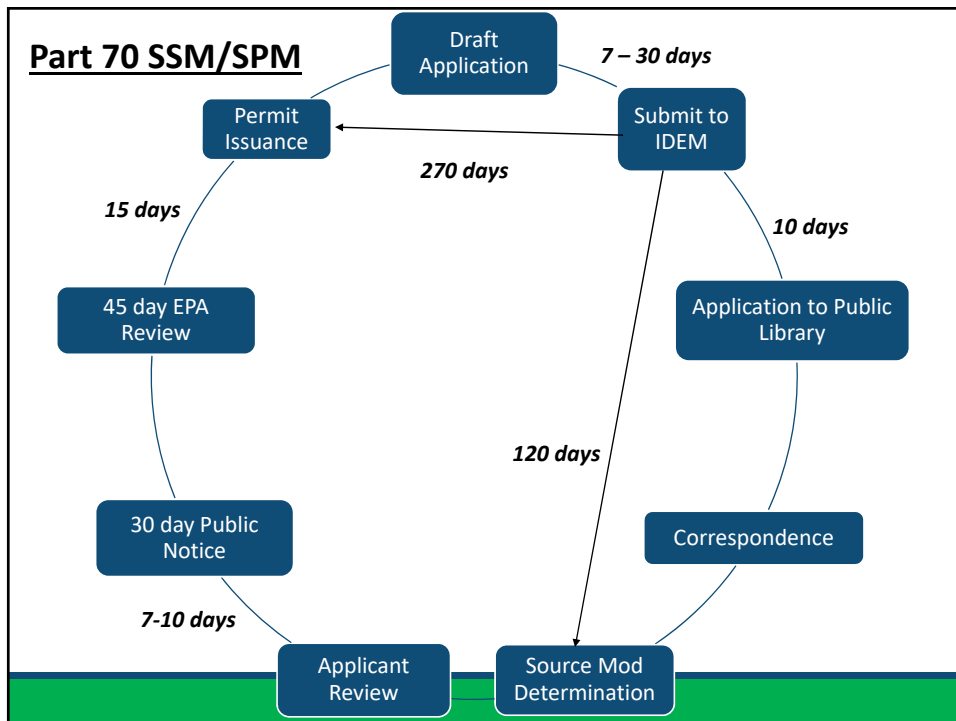 Part 70 SSM/SPM
Draft
Application
7 – 30 days
Submit to
IDEM
Permit
Issuance
270 days
15 days
10 days
45 day EPA
Review
Application to Public
Library
120 days
30 day Public
Notice
Correspondence
7-10 days
Applicant
Review
Source Mod
Determination